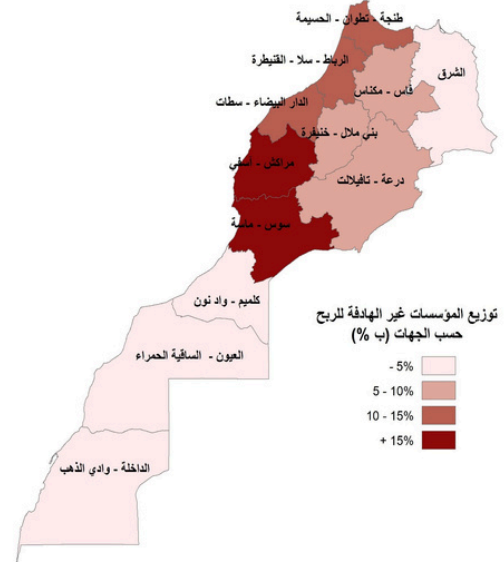 طنجة - تطوان - الحسيمة
الرباط - سلا - القنيطرة
الشرق
فاس - مكناس
الدار البيضاء - سطات
بني ملال - خنيفرة
مراكش - أسفي
درعة - تافيلالت
سوس - ماسة
كلميم - واد نون
توزيع المؤسسات غير الهادفة للربح
حسب الجهات (ب %)
العيون - الساقية الحمراء
- 5%
5 - 10%
10 - 15%
+ 15%
الداخلة - وادي الذهب